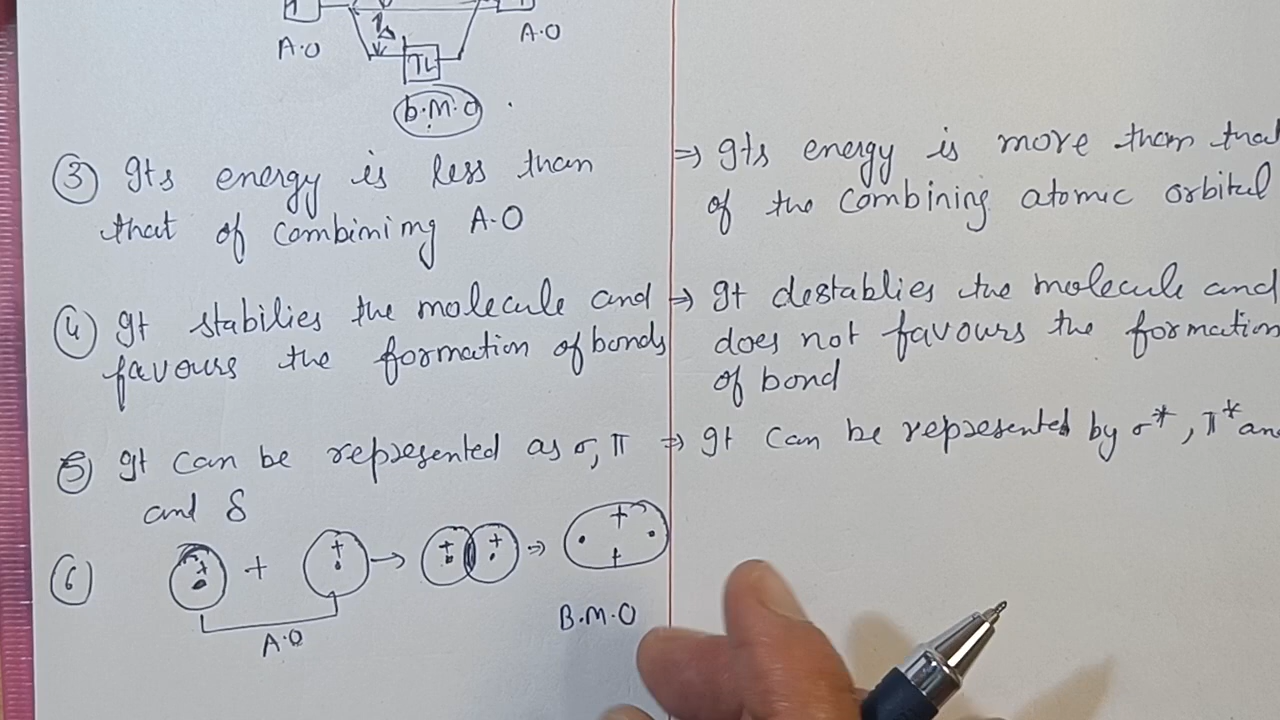 A.O
A.O
1L
b.M.O
③ Its energy is less than
that of Combining A.O
④ It stabilies the molecule and
favours the formation of bonds
⑤ It can be represented as σ, π
and δ
⑥ + + + → + + ⇒ + +
A.O
B.M.O
⇒ Its energy is more them that
of the combining atomic orbital
⇒ It destablies the molecule and
does not favours the formation
of bond
⇒ It can be represented by σ*, π* an